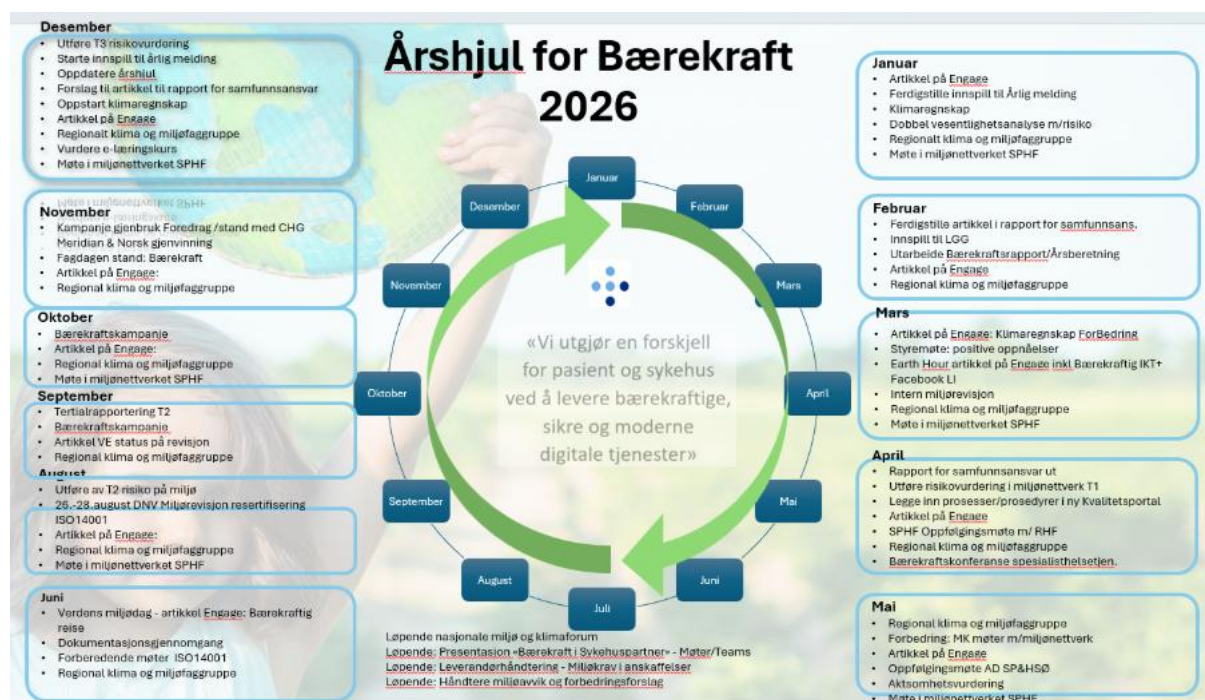 Årshjul for Bærekraft
2026
Desember
• Utføre T3 risikovurdering
• Starte innspill til årlig melding
• Oppdatere årshjul
• Forslag til artikkel til rapport for samfunnsansvar
• Oppstart klimaregnskap
• Artikkel på Engage
• Regionalt klima og miljøfaggruppe
• Vurdere e-læringskurs
• Møte i miljønettverket SPHF
November
• Kampanje gjenbruk Foredrag /stand med CHG
Meridian & Norsk gjenvinning
• Fagdagen stand: Bærekraft
• Artikkel på Engage:
• Regional klima og miljøfaggruppe
Oktober
• Bærekraftskampanje
• Artikkel på Engage:
• Regional klima og miljøfaggruppe
• Møte i miljønettverket SPHF
September
• Tertialrapportering T2
• Bærekraftskampanje
• Artikkel VE status på revisjon
• Regional klima og miljøfaggruppe
August
• Utføre av T2 risiko på miljø
• 26.-28.august DNV Miljørevisjon resertifisering
ISO14001
• Artikkel på Engage:
• Regional klima og miljøfaggruppe
• Møte i miljønettverket SPHF
Juni
• Verdens miljødag - artikkel Engage: Bærekraftig
reise
• Dokumentasjonsgjennomgang
• Forberedende møter ISO14001
• Regional klima og miljøfaggruppe
Januar
Februar
Mars
April
Mai
Juni
Juli
August
September
Oktober
November
Desember
«Vi utgjør en forskjell
for pasient og sykehus
ved å levere bærekraftige,
sikre og moderne
digitale tjenester»
Løpende nasjonale miljø og klimaforum
Løpende: Presentasjon «Bærekraft i Sykehuspartner» - Møter/Teams
Løpende: Leverandørhåndtering - Miljøkrav i anskaffelser
Løpende: Håndtere miljøavvik og forbedringsforslag
Januar
• Artikkel på Engage
• Ferdigstille innspill til Årlig melding
• Klimaregnskap
• Dobbel vesentlighetsanalyse m/risiko
• Regionalt klima og miljøfaggruppe
• Møte i miljønettverket SPHF
Februar
• Ferdigstille artikkel i rapport for samfunnsans.
• Innspill til LGG
• Utarbeide Bærekraftsrapport/Årsberetning
• Artikkel på Engage
• Regional klima og miljøfaggruppe
Mars
• Artikkel på Engage: Klimaregnskap ForBedring
• Styremøte: positive oppnåelser
• Earth Hour artikkel på Engage inkl Bærekraftig IKT+
Facebook LI
• Intern miljørevisjon
• Regional klima og miljøfaggruppe
• Møte i miljønettverket SPHF
April
• Rapport for samfunnsansvar ut
• Utføre risikovurdering i miljønettverk T1
• Legge inn prosesser/prosedyrer i ny Kvalitetsportal
• Artikkel på Engage
• SPHF Oppfølgingsmøte m/ RHF
• Regional klima og miljøfaggruppe
• Bærekraftskonferanse spesialisthelsetjen.
Mai
• Regional klima og miljøfaggruppe
• Forbedring: MK møter m/miljønettverk
• Artikkel på Engage
• Oppfølgingsmøte AD SP&HSØ
• Aktsomhetsvurdering
• Møte i miljønettverket SPHF